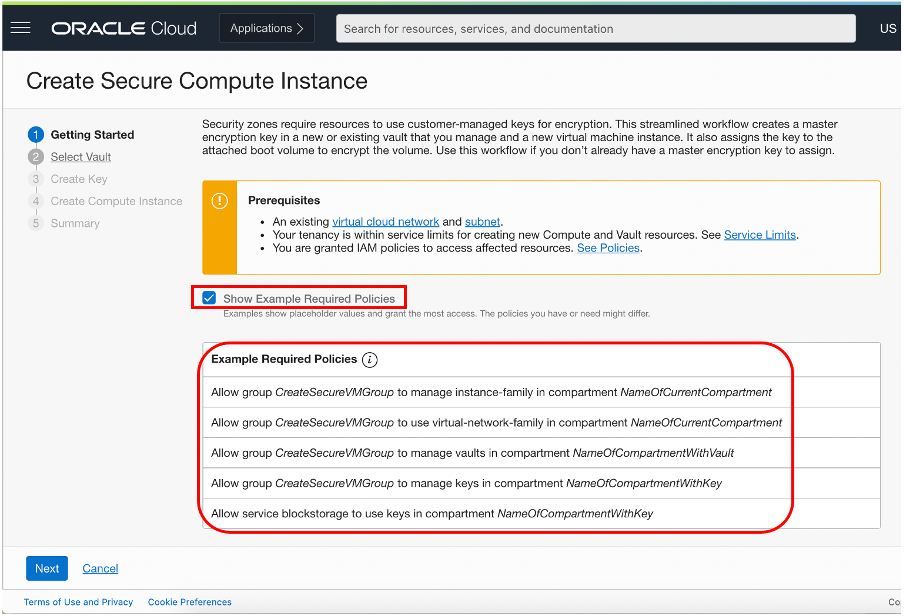 ORACLE Cloud
Applications
Search for resources, services, and documentation
US
Create Secure Compute Instance
1 Getting Started
2 Select Vault
3 Create Key
4 Create Compute Instance
5 Summary
Security zones require resources to use customer-managed keys for encryption. This streamlined workflow creates a master
encryption key in a new or existing vault that you manage and a new virtual machine instance. It also assigns the key to the
attached boot volume to encrypt the volume. Use this workflow if you don't already have a master encryption key to assign.
Prerequisites
• An existing virtual cloud network and subnet.
• Your tenancy is within service limits for creating new Compute and Vault resources. See Service Limits.
• You are granted IAM policies to access affected resources. See Policies.
Show Example Required Policies
Examples show placeholder values and grant the most access. The policies you have or need might differ.
Example Required Policies
Allow group CreateSecureVMGroup to manage instance-family in compartment NameOfCurrentCompartment
Allow group CreateSecureVMGroup to use virtual-network-family in compartment NameOfCurrentCompartment
Allow group CreateSecureVMGroup to manage vaults in compartment NameOfCompartmentWithVault
Allow group CreateSecureVMGroup to manage keys in compartment NameOfCompartmentWithKey
Allow service blockstorage to use keys in compartment NameOfCompartmentWithKey
Next
Cancel
Terms of Use and Privacy
Cookie Preferences
Co